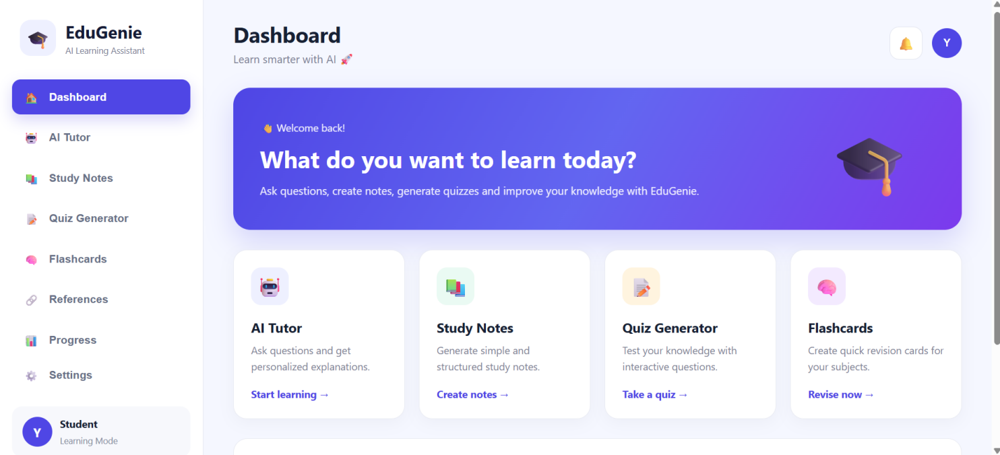 EduGenie
AI Learning Assistant
Dashboard
AI Tutor
Study Notes
Quiz Generator
Flashcards
References
Progress
Settings
Y
Student
Learning Mode
Dashboard
Learn smarter with AI 🚀
Y
👋 Welcome back!
What do you want to learn today?
Ask questions, create notes, generate quizzes and improve your knowledge with EduGenie.
AI Tutor
Ask questions and get
personalized explanations.
Start learning →
Study Notes
Generate simple and
structured study notes.
Create notes →
Quiz Generator
Test your knowledge with
interactive questions.
Take a quiz →
Flashcards
Create quick revision cards for
your subjects.
Revise now →